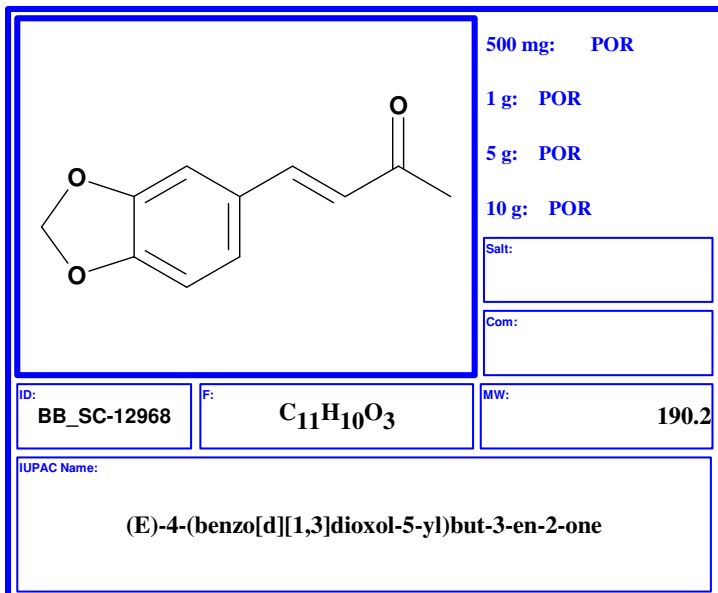 500 mg: POR
O
1 g: POR
5 g: POR
O
10 g: POR
O
Salt:
Com:
ID:
BB_SC-12968
F:
C11H10O3
MW:
190.2
IUPAC Name:
(E)-4-(benzo[d][1,3]dioxol-5-yl)but-3-en-2-one